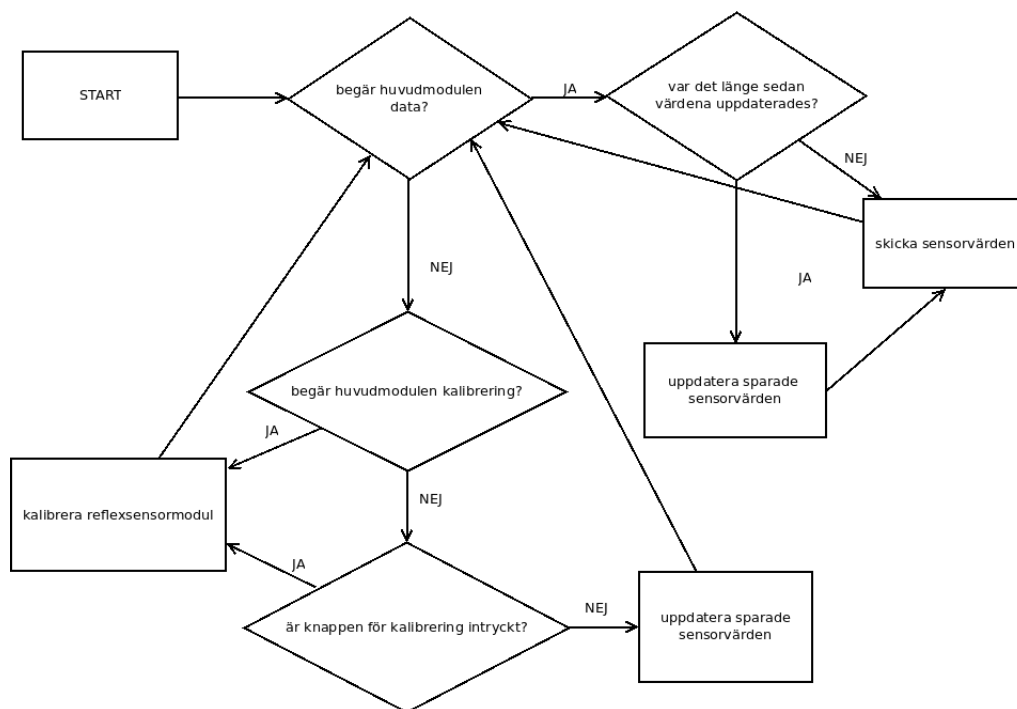 START
begär huvudmodulen
data?
JA
var det länge sedan
värdena uppdaterades?
NEJ
skicka sensorvärden
JA
NEJ
uppdatera sparade
sensorvärden
begär huvudmodulen kalibrering?
JA
NEJ
kalibrera reflexsensormodul
JA
är knappen för kalibrering intryckt?
NEJ
uppdatera sparade
sensorvärden